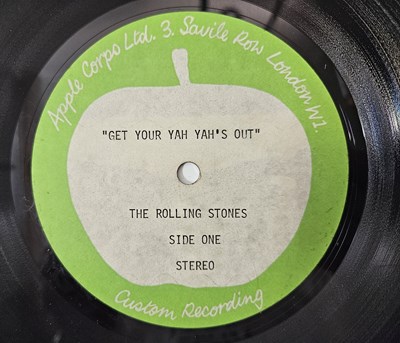 Apple Corps Ltd. 3. Savile Row London W1.
"GET YOUR YAH YAH'S OUT"
THE ROLLING STONES
SIDE ONE
STEREO
Custom Recording